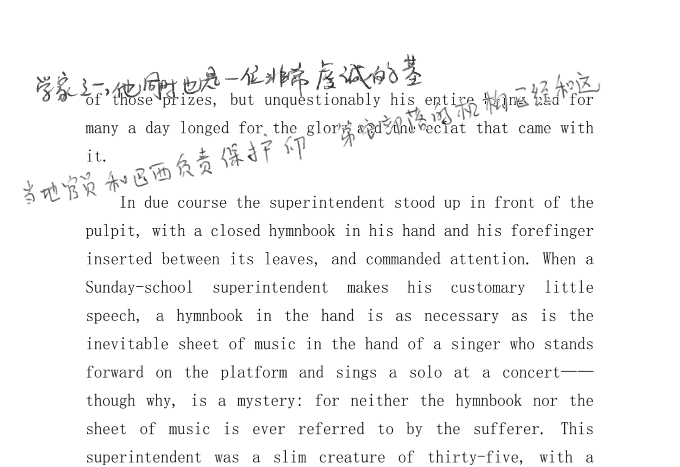 学家之一,他同时也是一位非常虔诚的基
of those prizes, but unquestionably his entire being had for
many a day longed for the glory and the eclat that came with
第安部落的机构已经和这
it.
当地官员和巴西负责保护印
In due course the superintendent stood up in front of the
pulpit, with a closed hymnbook in his hand and his forefinger
inserted between its leaves, and commanded attention. When a
Sunday-school superintendent makes his customary little
speech, a hymnbook in the hand is as necessary as is the
inevitable sheet of music in the hand of a singer who stands
forward on the platform and sings a solo at a concert——
though why, is a mystery: for neither the hymnbook nor the
sheet of music is ever referred to by the sufferer. This
superintendent was a slim creature of thirty-five, with a